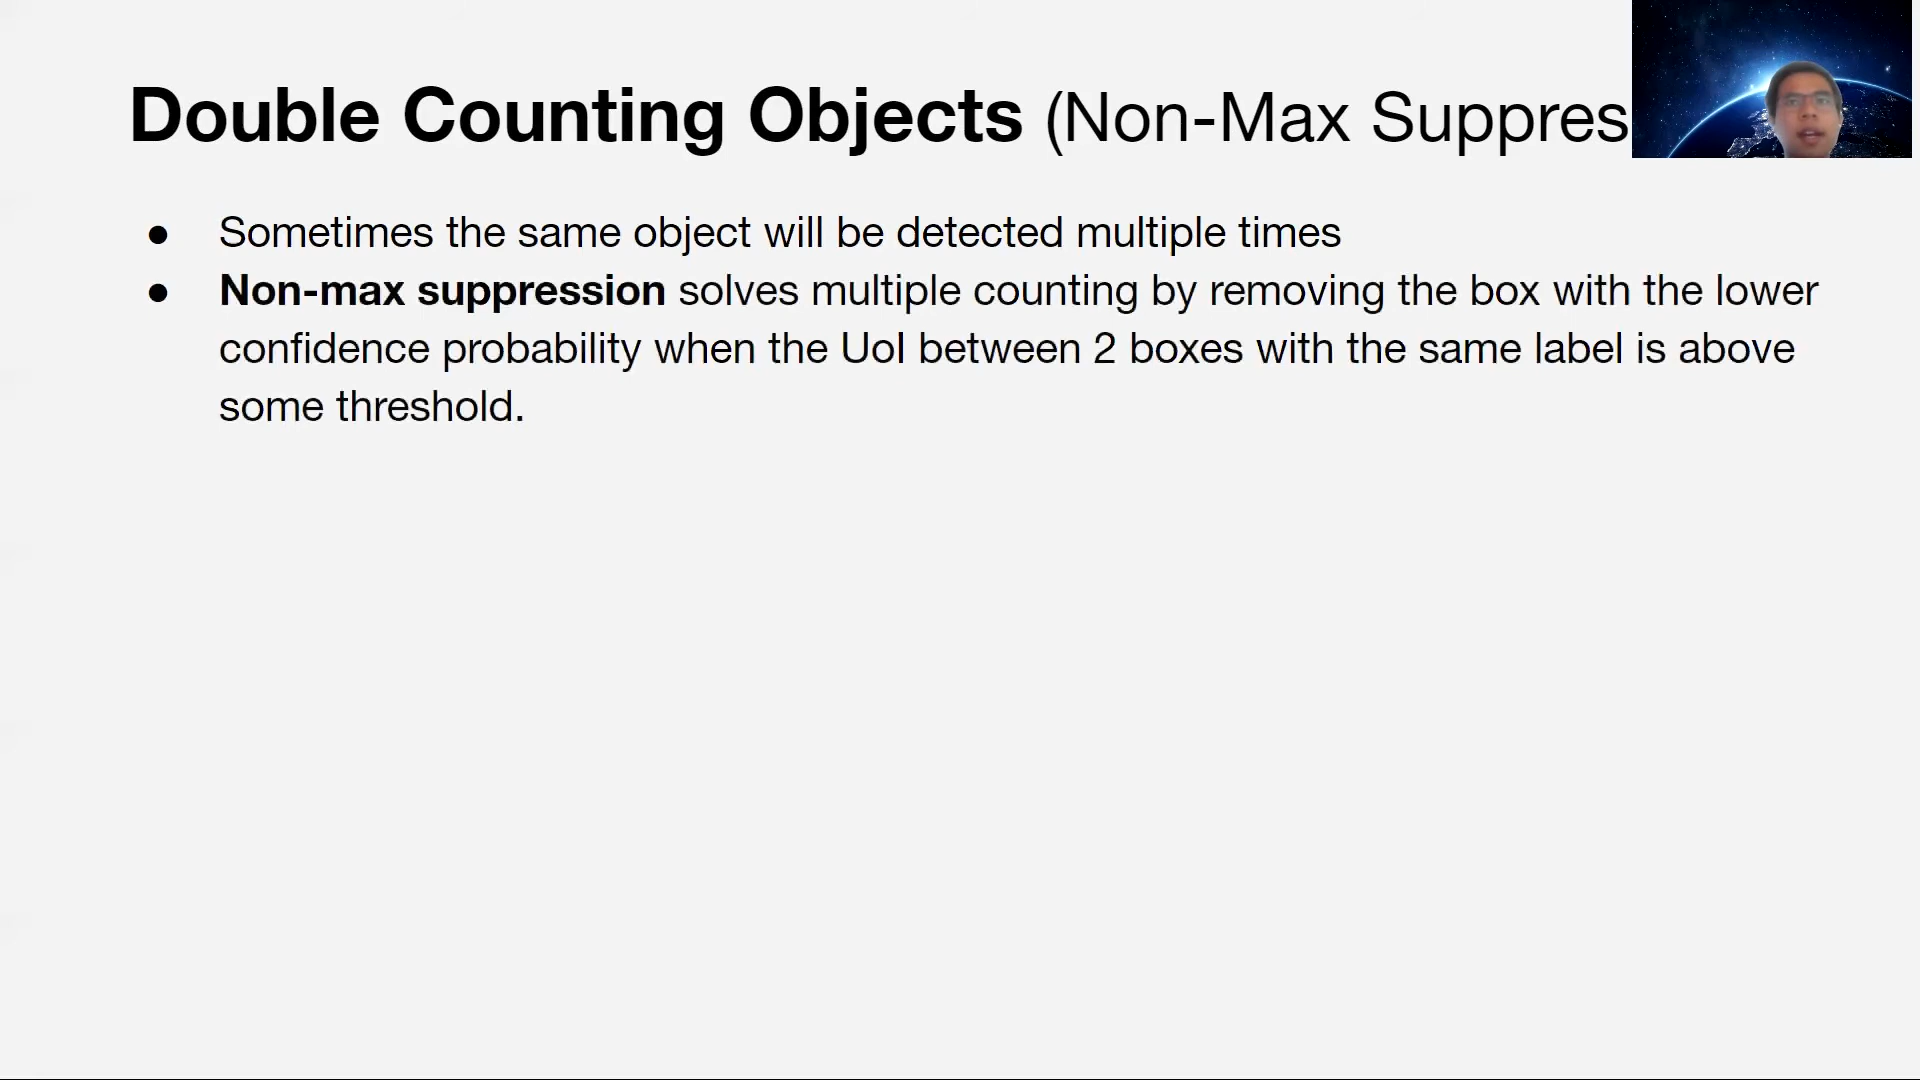 Double Counting Objects (Non-Max Suppres
● Sometimes the same object will be detected multiple times
● Non-max suppression solves multiple counting by removing the box with the lower
confidence probability when the UoI between 2 boxes with the same label is above
some threshold.